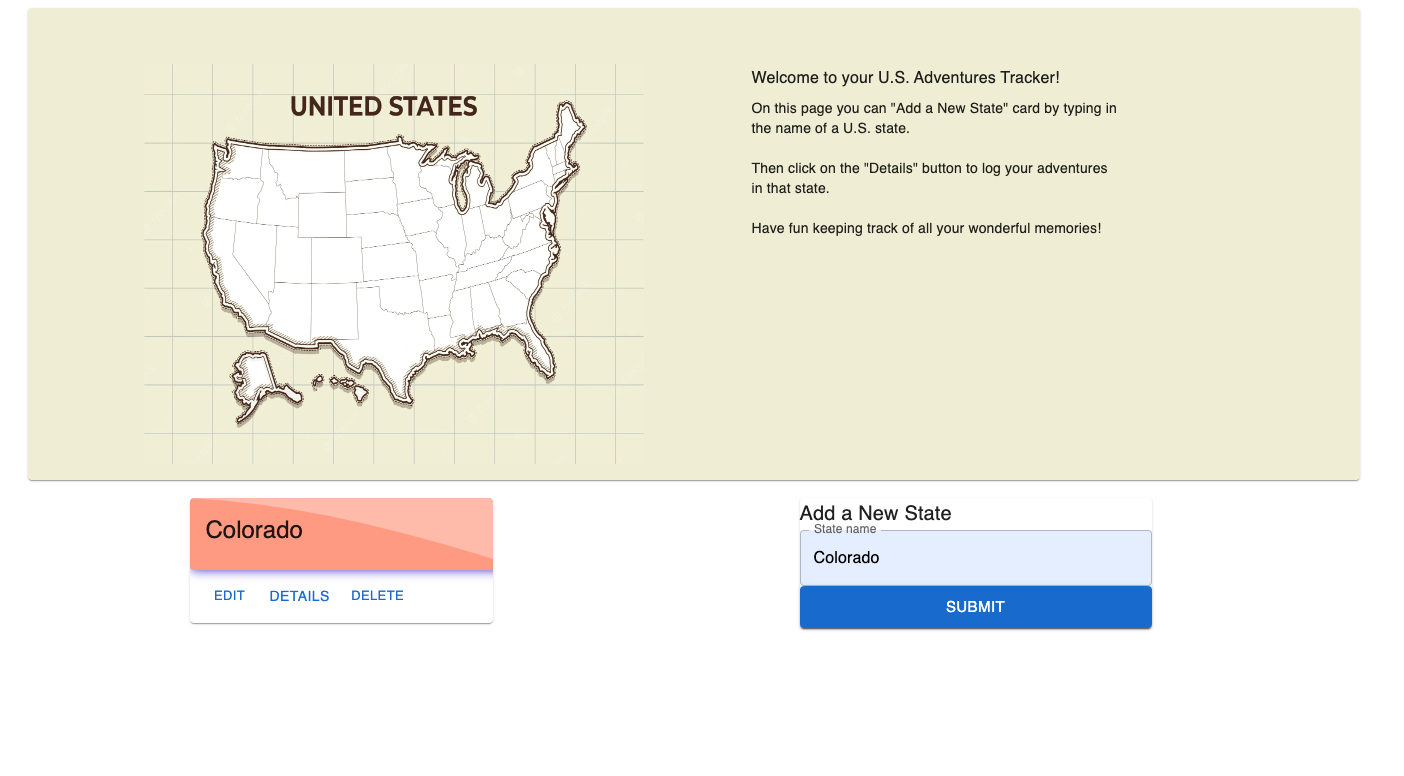 UNITED STATES
Welcome to your U.S. Adventures Tracker!
On this page you can "Add a New State" card by typing in
the name of a U.S. state.
Then click on the "Details" button to log your adventures
in that state.
Have fun keeping track of all your wonderful memories!
Colorado
EDIT DETAILS DELETE
Add a New State
State name
Colorado
SUBMIT